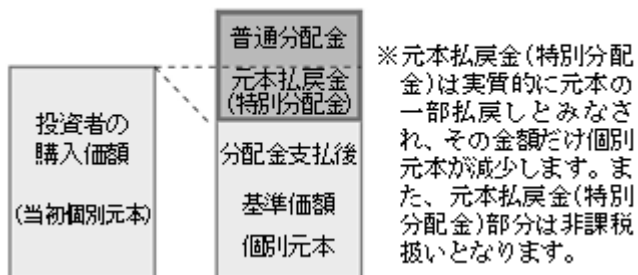 普通分配金
元本払戻金
(特別分配金)
投資者の
購入価額
(当初個別元本)
分配金支払後
基準価額
個別元本
※元本払戻金(特別分配
金)は実質的に元本の
一部払戻しとみなさ
れ、その金額だけ個別
元本が減少します。ま
た、元本払戻金(特別
分配金)部分は非課税
扱いとなります。